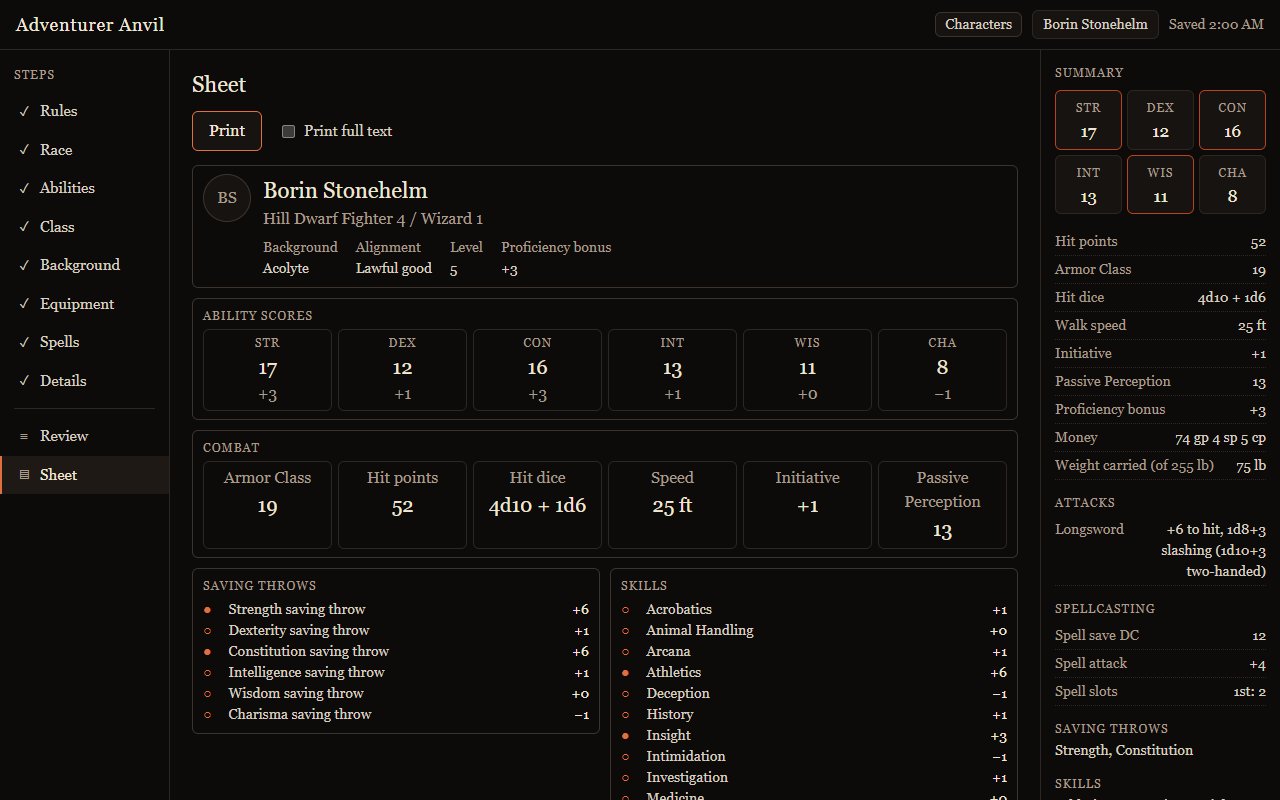 Adventurer Anvil
Characters
Borin Stonehelm
Saved 2:00 AM
STEPS
✓ Rules
✓ Race
✓ Abilities
✓ Class
✓ Background
✓ Equipment
✓ Spells
✓ Details
Review
Sheet
Sheet
Print
Print full text
BS
Borin Stonehelm
Hill Dwarf Fighter 4 / Wizard 1
Background Alignment Level Proficiency bonus
Acolyte Lawful good 5 +3
ABILITY SCORES
STR DEX CON INT WIS CHA
17 12 16 13 11 8
+3 +1 +3 +1 +0 −1
COMBAT
Armor Class Hit points Hit dice Speed Initiative Passive Perception
19 52 4d10 + 1d6 25 ft +1 13
SAVING THROWS
Strength saving throw +6
Dexterity saving throw +1
Constitution saving throw +6
Intelligence saving throw +1
Wisdom saving throw +0
Charisma saving throw −1
SKILLS
Acrobatics +1
Animal Handling +0
Arcana +1
Athletics +6
Deception −1
History +1
Insight +3
Intimidation −1
Investigation +1
Medicine +0
SUMMARY
STR DEX CON
17 12 16
INT WIS CHA
13 11 8
Hit points 52
Armor Class 19
Hit dice 4d10 + 1d6
Walk speed 25 ft
Initiative +1
Passive Perception 13
Proficiency bonus +3
Money 74 gp 4 sp 5 cp
Weight carried (of 255 lb) 75 lb
ATTACKS
Longsword +6 to hit, 1d8+3
slashing (1d10+3
two-handed)
SPELLCASTING
Spell save DC 12
Spell attack +4
Spell slots 1st: 2
SAVING THROWS
Strength, Constitution
SKILLS